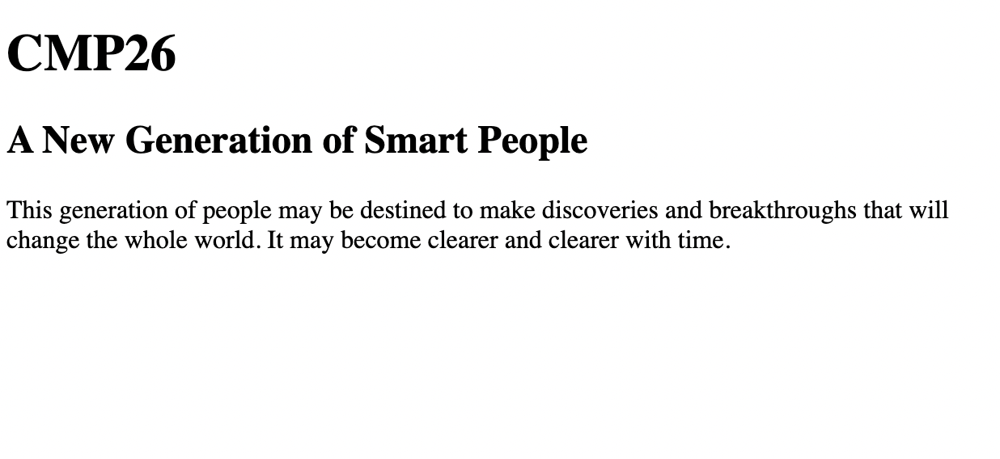 CMP26
A New Generation of Smart People
This generation of people may be destined to make discoveries and breakthroughs that will
change the whole world. It may become clearer and clearer with time.